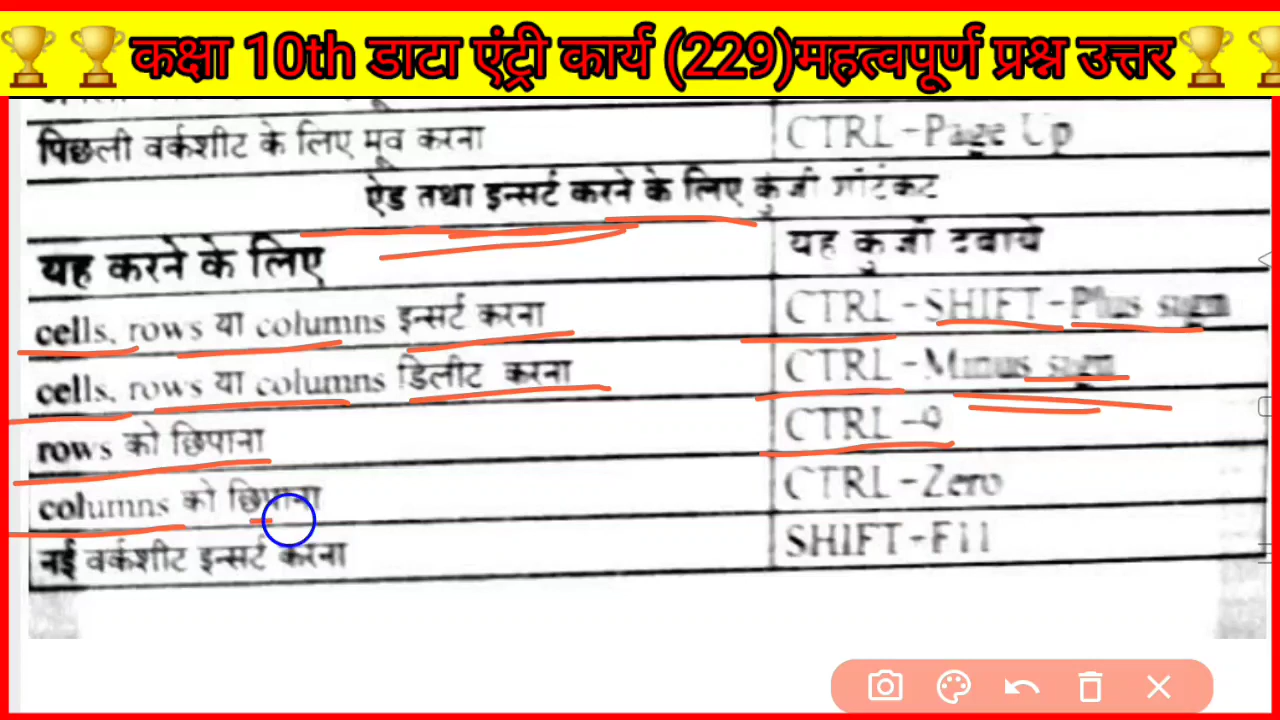 कक्षा 10th डाटा एंट्री कार्य (229)महत्वपूर्ण प्रश्न उत्तर
पिछली वर्कशीट के लिए मूव करना CTRL-Page Up
ऐड तथा इन्सर्ट करने के लिए कुंजी शॉर्टकट
यह करने के लिए यह कुंजी दबाये
cells, rows या columns इन्सर्ट करना CTRL-SHIFT-Plus sign
cells, rows या columns डिलीट करना CTRL-Minus sign
rows को छिपाना CTRL-9
columns को छिपाना CTRL-Zero
नई वर्कशीट इन्सर्ट करना SHIFT-F11